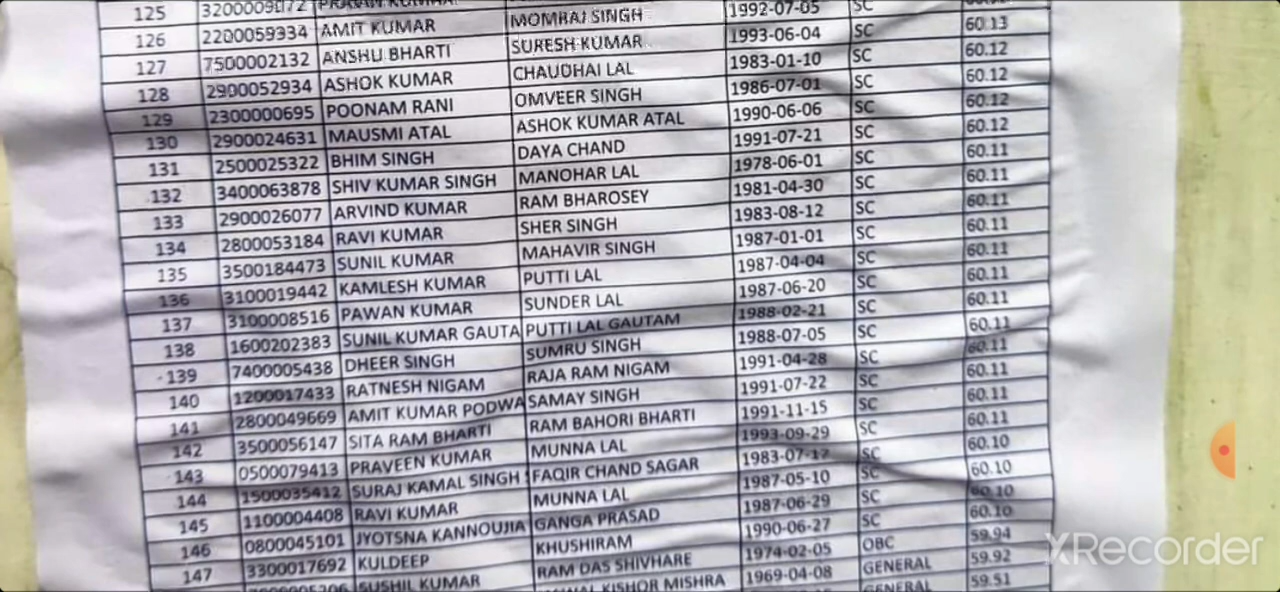 125 3200009072
126 2200059334 AMIT KUMAR MOMRAJ SINGH 1992-07-05 SC
127 7500002132 ANSHU BHARTI SURESH KUMAR 1993-06-04 SC 60.13
128 2900052934 ASHOK KUMAR CHAUDHAI LAL 1983-01-10 SC 60.12
129 2300000695 POONAM RANI OMVEER SINGH 1986-07-01 SC 60.12
130 2900024631 MAUSMI ATAL ASHOK KUMAR ATAL 1990-06-06 SC 60.12
131 2500025322 BHIM SINGH DAYA CHAND 1991-07-21 SC 60.12
132 3400063878 SHIV KUMAR SINGH MANOHAR LAL 1978-06-01 SC 60.11
133 2900026077 ARVIND KUMAR RAM BHAROSEY 1981-04-30 SC 60.11
134 2800053184 RAVI KUMAR SHER SINGH 1983-08-12 SC 60.11
135 3500184473 SUNIL KUMAR MAHAVIR SINGH 1987-01-01 SC 60.11
136 3100019442 KAMLESH KUMAR PUTTI LAL 1987-04-04 SC 60.11
137 3100008516 PAWAN KUMAR SUNDER LAL 1987-06-20 SC 60.11
138 1600202383 SUNIL KUMAR GAUTA PUTTI LAL GAUTAM 1988-02-21 SC 60.11
139 7400005438 DHEER SINGH SUMRU SINGH 1988-07-05 SC 60.11
140 1200017433 RATNESH NIGAM RAJA RAM NIGAM 1991-04-28 SC 60.11
141 2800049669 AMIT KUMAR PODWA SAMAY SINGH 1991-07-22 SC 60.11
142 3500056147 SITA RAM BHARTI RAM BAHORI BHARTI 1991-11-15 SC 60.11
143 0500079413 PRAVEEN KUMAR MUNNA LAL 1993-09-29 SC 60.11
144 1500035412 SURAJ KAMAL SINGH FAQIR CHAND SAGAR 1983-07-17 SC 60.10
145 1100004408 RAVI KUMAR MUNNA LAL 1987-05-10 SC 60.10
146 0800045101 JYOTSNA KANNOUJIA GANGA PRASAD 1987-06-29 SC 60.10
147 3300017692 KULDEEP KHUSHIRAM 1990-06-27 SC 60.10
SUSHIL KUMAR RAM DAS SHIVHARE 1974-02-05 OBC 59.94
KISHOR MISHRA 1969-04-08 GENERAL 59.92
GENERAL 59.51
XRecorder